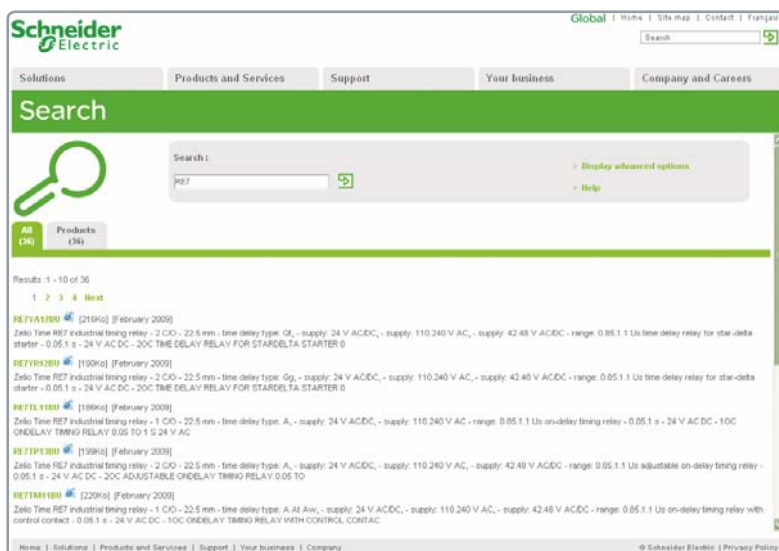 Schneider
Electric
Global | Home | Site map | Contact | Français
Search
Solutions
Products and Services
Support
Your business
Company and Careers
Search
Search :
RE7
> Display advanced options
> Help
All
(36)
Products
(36)
Results :1 - 10 of 36
1 2 3 4 Next
RE7YA12BU [216Ko] [February 2009]
Zelio Time RE7 industrial timing relay - 2 C/O - 22.5 mm - time delay type: Qt, - supply: 24 V AC/DC, - supply: 110.240 V AC, - supply: 42.48 V AC/DC - range: 0.85.1.1 Us time delay relay for star-delta
starter - 0.05.1 s - 24 V AC DC - 2OC TIME DELAY RELAY FOR STARDELTA STARTER 0
RE7YR12BU [190Ko] [February 2009]
Zelio Time RE7 industrial timing relay - 2 C/O - 22.5 mm - time delay type: Qg, - supply: 24 V AC/DC, - supply: 110.240 V AC, - supply: 42.48 V AC/DC - range: 0.85.1.1 Us time delay relay for star-delta
starter - 0.05.1 s - 24 V AC DC - 2OC TIME DELAY RELAY FOR STARDELTA STARTER 0
RE7TL11BU [186Ko] [February 2009]
Zelio Time RE7 industrial timing relay - 1 C/O - 22.5 mm - time delay type: A, - supply: 24 V AC/DC, - supply: 110.240 V AC - range: 0.85.1.1 Us on-delay timing relay - 0.05.1 s - 24 V AC DC - 1OC
ONDELAY TIMING RELAY 0.05 TO 1 S 24 V AC
RE7TP13BU [199Ko] [February 2009]
Zelio Time RE7 industrial timing relay - 2 C/O - 22.5 mm - time delay type: A, - supply: 24 V AC/DC, - supply: 110.240 V AC, - supply: 42.48 V AC/DC - range: 0.85.1.1 Us adjustable on-delay timing relay -
0.05.1 s - 24 V AC DC - 2OC ADJUSTABLE ONDELAY TIMING RELAY 0.05 TO
RE7TM11BU [220Ko] [February 2009]
Zelio Time RE7 industrial timing relay - 1 C/O - 22.5 mm - time delay type: A At Aw, - supply: 24 V AC/DC, - supply: 110.240 V AC, - supply: 42.48 V AC/DC - range: 0.85.1.1 Us on-delay timing relay with
control contact - 0.05.1 s - 24 V AC DC - 1OC ONDELAY TIMING RELAY WITH CONTROL CONTAC
Home | Solutions | Products and Services | Support | Your business | Company
© Schneider Electric | Privacy Policy